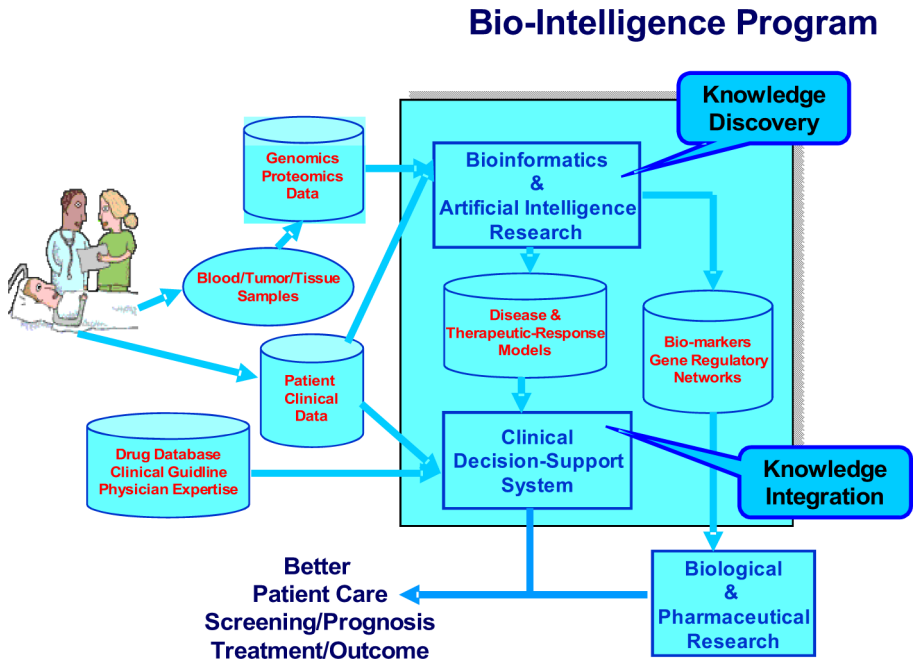 Bio-Intelligence Program
Knowledge
Discovery
Genomics
Proteomics
Data
Bioinformatics
&
Artificial Intelligence
Research
Blood/Tumor/Tissue
Samples
Disease &
Therapeutic-Response
Models
Bio-markers
Gene Regulatory
Networks
Patient
Clinical
Data
Drug Database
Clinical Guidline
Physician Expertise
Clinical
Decision-Support
System
Knowledge
Integration
Better
Patient Care
Screening/Prognosis
Treatment/Outcome
Biological
&
Pharmaceutical
Research